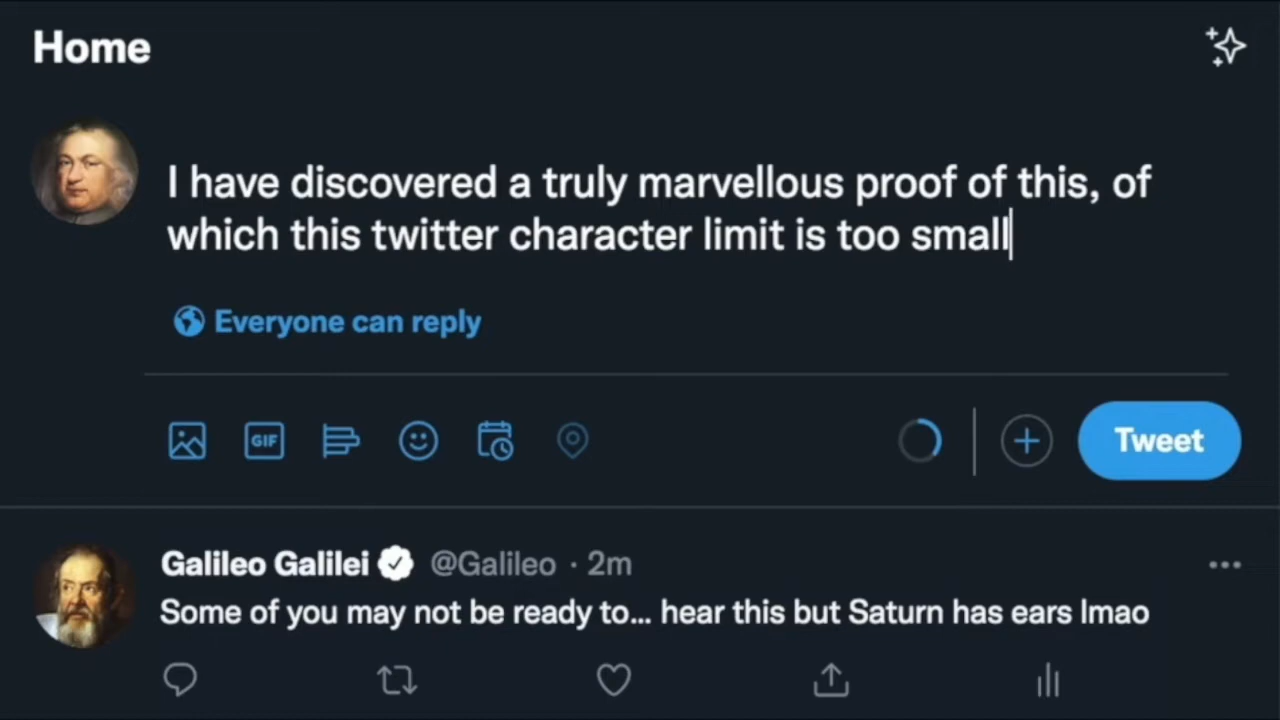 Home
I have discovered a truly marvellous proof of this, of
which this twitter character limit is too small
Everyone can reply
GIF
Tweet
Galileo Galilei @Galileo · 2m
Some of you may not be ready to... hear this but Saturn has ears lmao